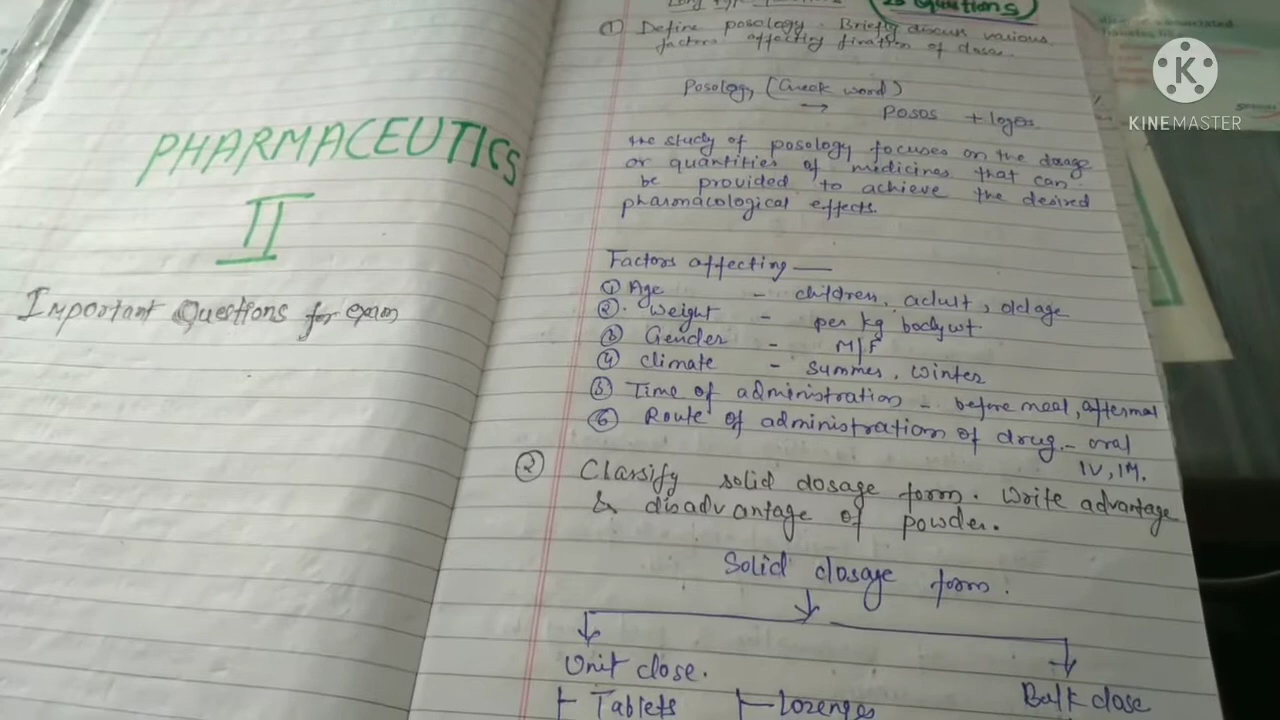 PHARMACEUTICS
II
Important Questions for exam
Long type
25 Questions
① Define posology. Briefly discuss various
factors affecting fixation of dose
Posology (Greek word)
→ Posos + logos
the study of posology focuses on the dosage
or quantities of medicines that can
be provided to achieve the desired
pharmacological effects.
Factors affecting —
① Age - children, adult, oldage
②. Weight - per kg body wt
③ Gender - M/F
④ Climate - summer, winter
⑤ Time of administration - before meal, aftermeal
⑥ Route of administration of drug - oral
IV, IM.
② Classify solid dosage form. Write advantage
& disadvantage of powder.
Solid dosage form.
Unit dose.
Bulk dose
Tablets
Lozenges
KINEMASTER